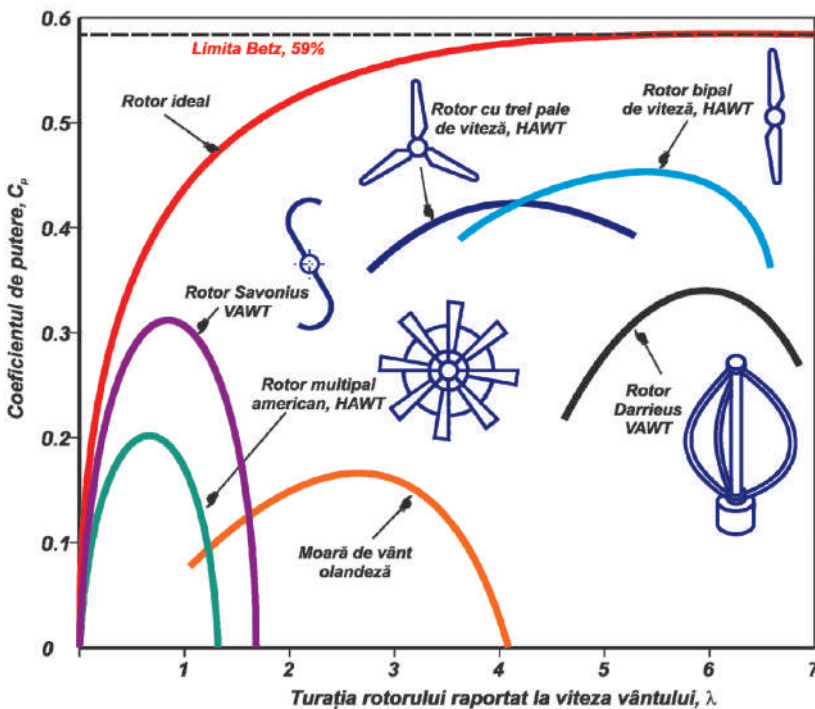 0.6
Limita Betz, 59%
Rotor ideal
Rotor cu trei pale
de viteză, HAWT
Rotor bipal
de viteză, HAWT
0.5
0.4
Rotor Savonius
VAWT
0.3
Rotor multipal
american, HAWT
Rotor
Darrieus
VAWT
0.2
Moară de vânt
olandeză
0.1
0
1 2 3 4 5 6 7
Coeficientul de putere, Cₚ
Turația rotorului raportat la viteza vântului, λ